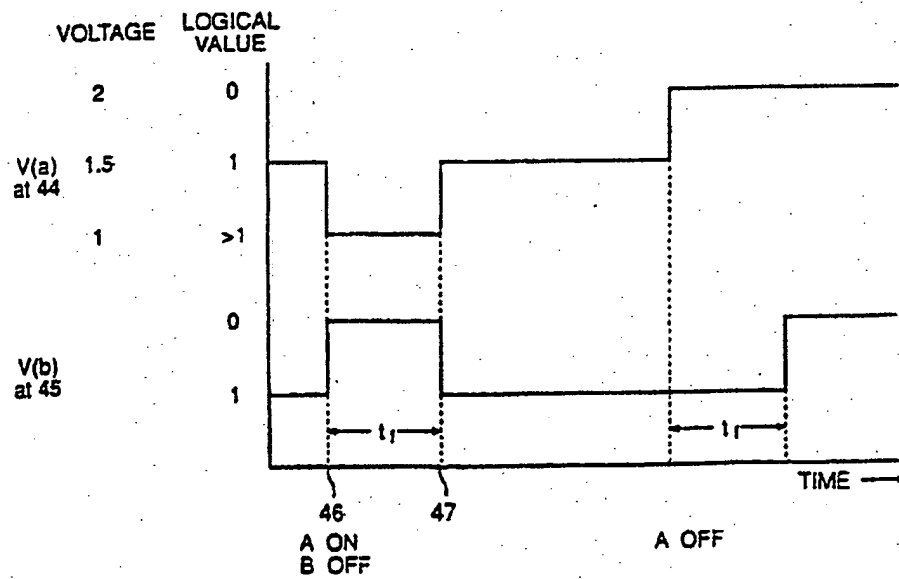 VOLTAGE
LOGICAL
VALUE
2
0
V(a)
at 44
1.5
1
1
>1
0
V(b)
at 45
1
t1
t1
TIME
46
47
A ON
B OFF
A OFF